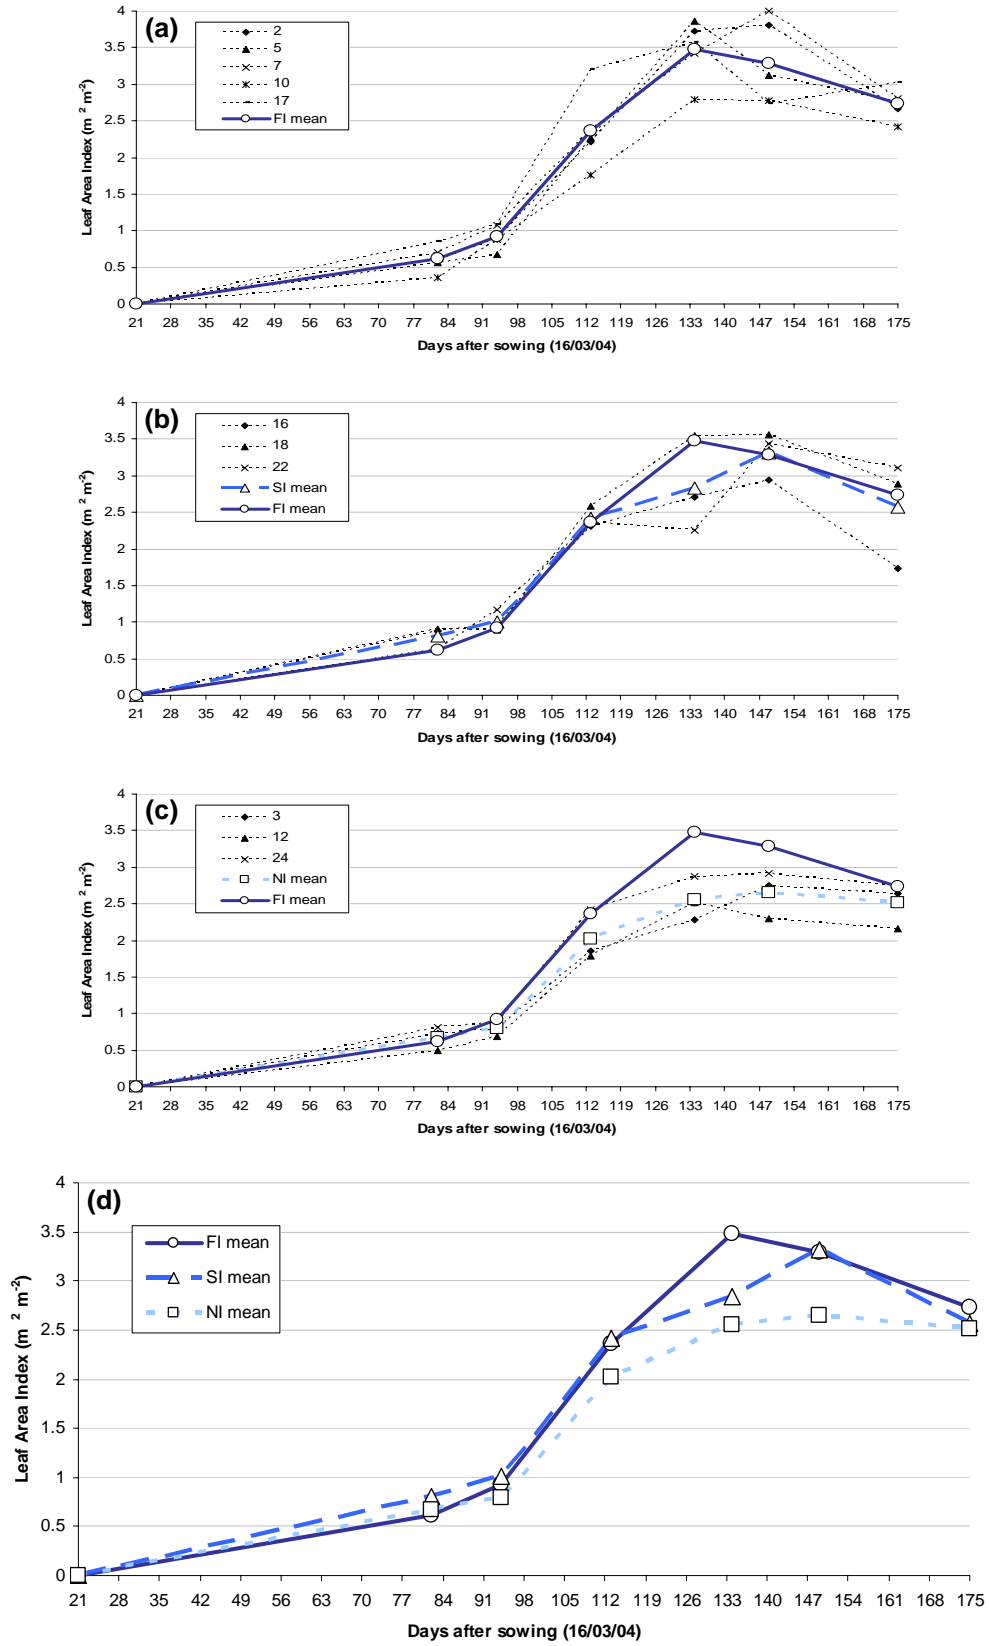 (a)
2
5
7
10
17
FI mean
Leaf Area Index (m 2 m-2)
4
3.5
3
2.5
2
1.5
1
0.5
0
21 28 35 42 49 56 63 70 77 84 91 98 105 112 119 126 133 140 147 154 161 168 175
Days after sowing (16/03/04)
(b)
16
18
22
SI mean
FI mean
Leaf Area Index (m 2 m-2)
4
3.5
3
2.5
2
1.5
1
0.5
0
21 28 35 42 49 56 63 70 77 84 91 98 105 112 119 126 133 140 147 154 161 168 175
Days after sowing (16/03/04)
(c)
3
12
24
NI mean
FI mean
Leaf Area Index (m 2 m-2)
4
3.5
3
2.5
2
1.5
1
0.5
0
21 28 35 42 49 56 63 70 77 84 91 98 105 112 119 126 133 140 147 154 161 168 175
Days after sowing (16/03/04)
(d)
FI mean
SI mean
NI mean
Leaf Area Index (m 2 m-2)
4
3.5
3
2.5
2
1.5
1
0.5
0
21 28 35 42 49 56 63 70 77 84 91 98 105 112 119 126 133 140 147 154 161 168 175
Days after sowing (16/03/04)